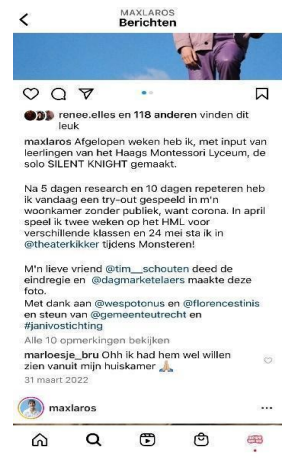 MAXLAROS
Berichten
renee.elles en 118 anderen vinden dit
leuk
maxlaros Afgelopen weken heb ik, met input van
leerlingen van het Haags Montessori Lyceum, de
solo SILENT KNIGHT gemaakt.
Na 5 dagen research en 10 dagen repeteren heb
ik vandaag een try-out gespeeld in m'n
woonkamer zonder publiek, want corona. In april
speel ik twee weken op het HML voor
verschillende klassen en 24 mei sta ik in
@theaterkikker tijdens Monsteren!
M'n lieve vriend @tim__schouten deed de
eindregie en @dagmarketelaers maakte deze
foto.
Met dank aan @wespotonus en @florencestinis
en steun van @gemeenteutrecht en
#janivostichting
Alle 10 opmerkingen bekijken
marloesje_bru Ohh ik had hem wel willen
zien vanuit mijn huiskamer 🙏🏼
31 maart 2022
maxlaros